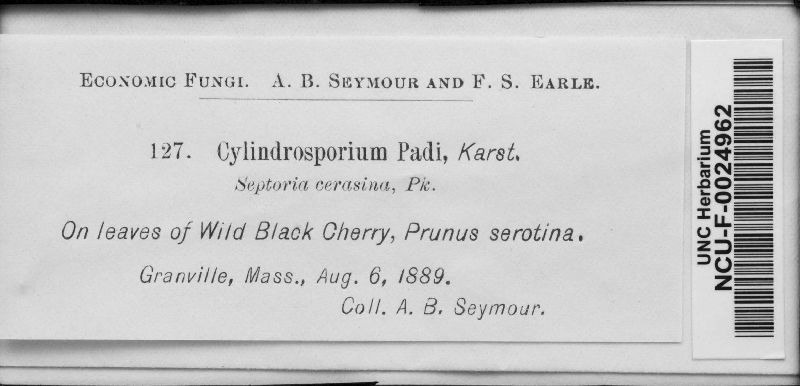 Economic Fungi. A. B. Seymour and F. S. Earle.
127. Cylindrosporium Padi, Karst.
Septoria cerasina, Pk.
On leaves of Wild Black Cherry, Prunus serotina.
Granville, Mass., Aug. 6, 1889.
Coll. A. B. Seymour.
UNC Herbarium
NCU-F-0024962